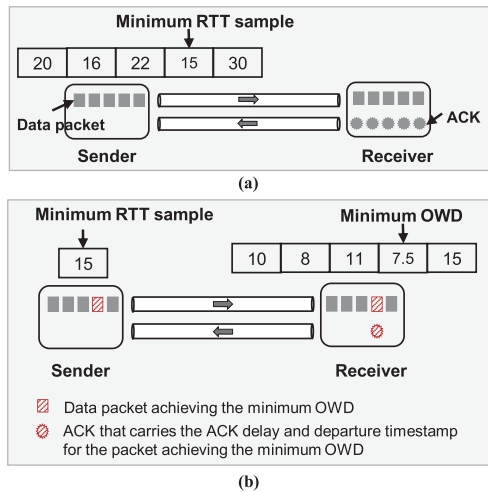 Minimum RTT sample
20 16 22 15 30
Data packet
ACK
Sender Receiver
(a)
Minimum RTT sample Minimum OWD
15 10 8 11 7.5 15
Sender Receiver
Data packet achieving the minimum OWD
ACK that carries the ACK delay and departure timestamp
for the packet achieving the minimum OWD
(b)